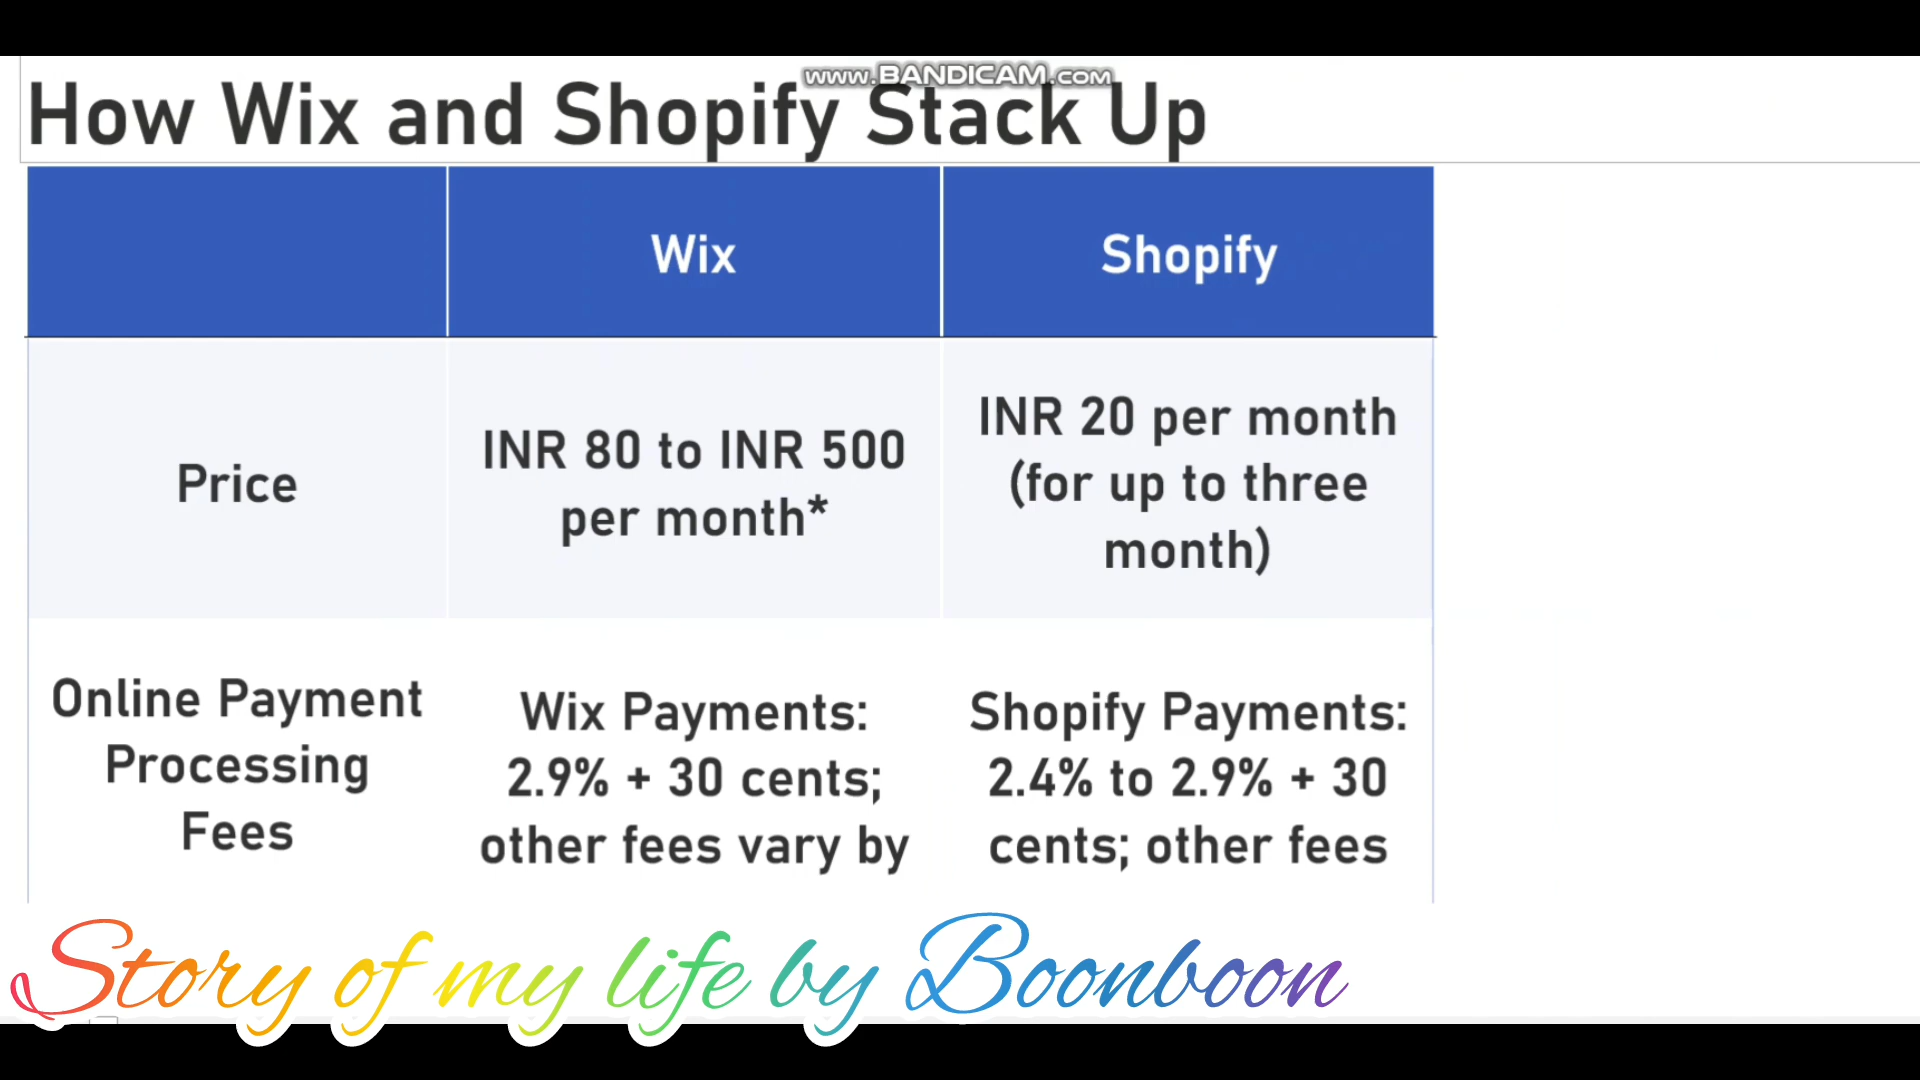 www.BANDICAM.com
How Wix and Shopify Stack Up
Wix
Shopify
Price
INR 80 to INR 500
per month*
INR 20 per month
(for up to three
month)
Online Payment
Processing
Fees
Wix Payments:
2.9% + 30 cents;
other fees vary by
Shopify Payments:
2.4% to 2.9% + 30
cents; other fees
Story of my life by Boonboon